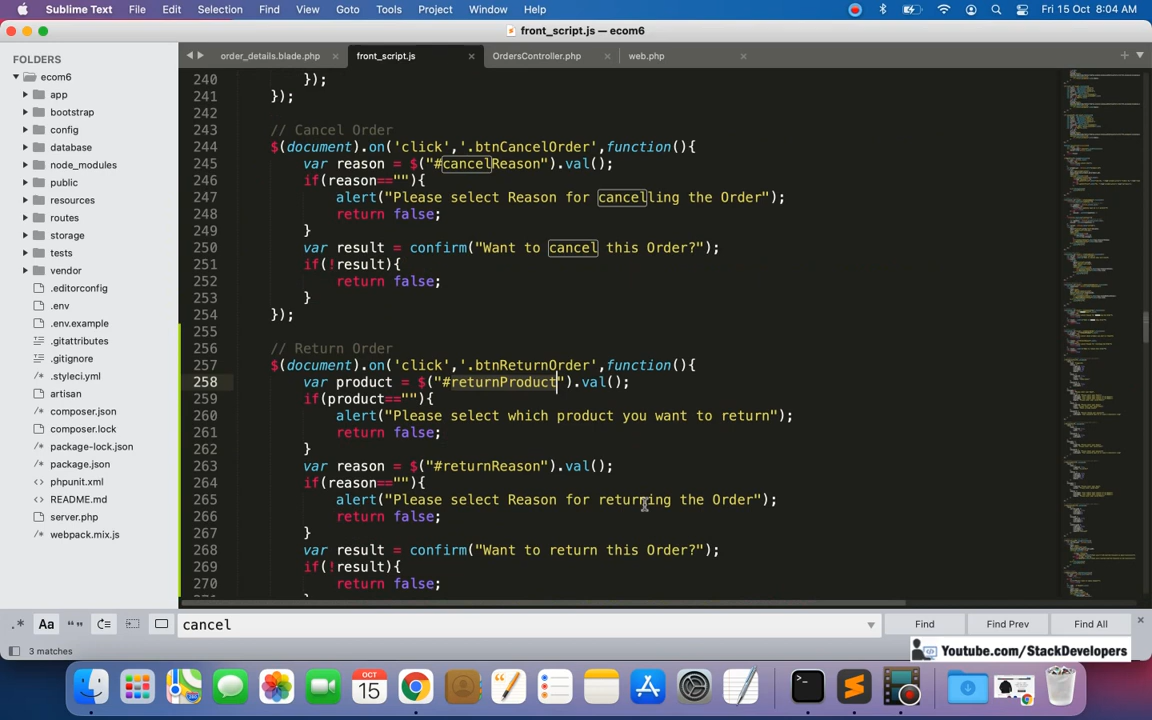 Sublime Text File Edit Selection Find View Goto Tools Project Window Help Fri 15 Oct 8:04 AM
front_script.js — ecom6
FOLDERS
order_details.blade.php × front_script.js × OrdersController.php × web.php ×
ecom6
app
bootstrap
config
database
node_modules
public
resources
routes
storage
tests
vendor
.editorconfig
.env
.env.example
.gitattributes
.gitignore
.styleci.yml
artisan
composer.json
composer.lock
package-lock.json
package.json
phpunit.xml
README.md
server.php
webpack.mix.js
240 });
241 });
242
243 // Cancel Order
244 $(document).on('click','.btnCancelOrder',function(){
245 var reason = $("#cancelReason").val();
246 if(reason==""){
247 alert("Please select Reason for cancelling the Order");
248 return false;
249 }
250 var result = confirm("Want to cancel this Order?");
251 if(!result){
252 return false;
253 }
254 });
255
256 // Return Order
257 $(document).on('click','.btnReturnOrder',function(){
258 var product = $("#returnProduct").val();
259 if(product==""){
260 alert("Please select which product you want to return");
261 return false;
262 }
263 var reason = $("#returnReason").val();
264 if(reason==""){
265 alert("Please select Reason for returning the Order");
266 return false;
267 }
268 var result = confirm("Want to return this Order?");
269 if(!result){
270 return false;
.* Aa “” cancel Find Find Prev Find All
3 matches
Youtube.com/StackDevelopers
OCT
15